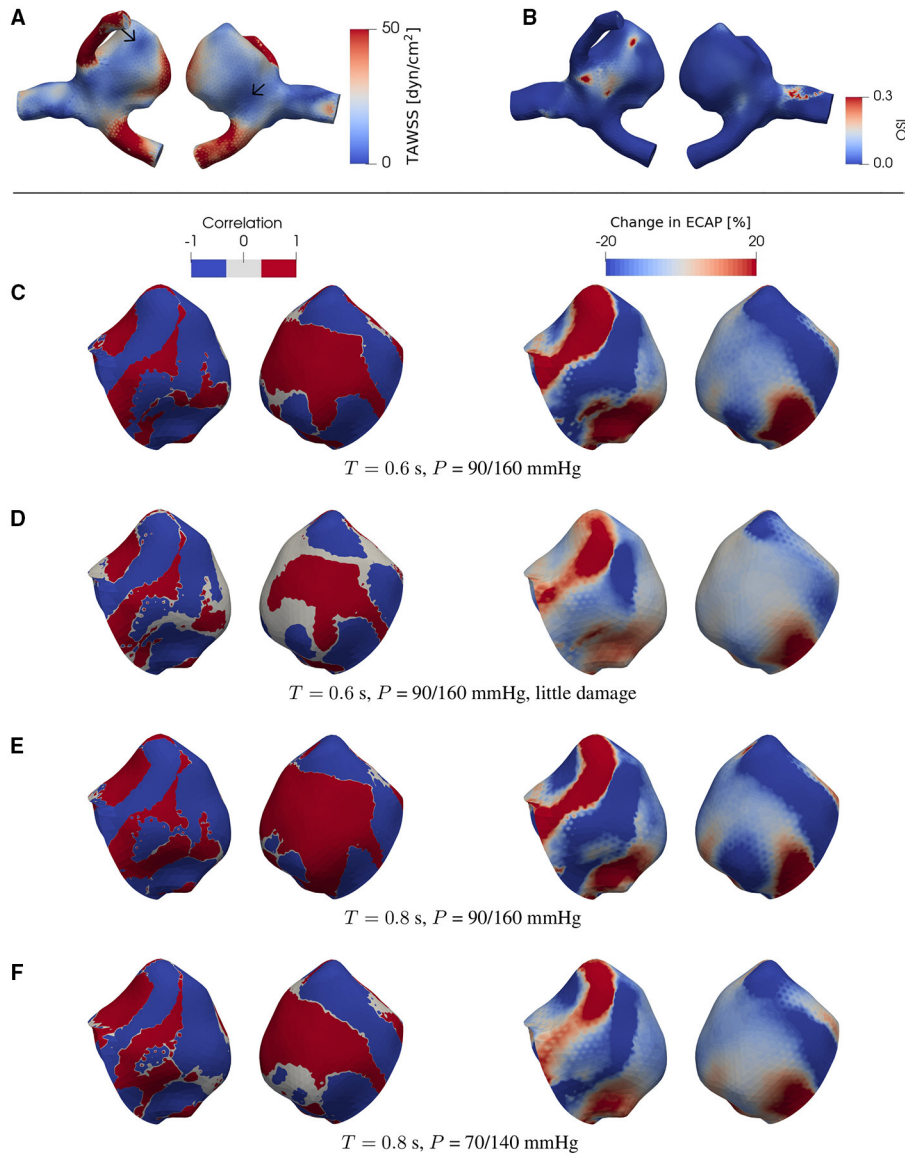 A
B
50
0
TAWSS [dyn/cm²]
0.3
0.0
OSI
Correlation
-1 0 1
Change in ECAP [%]
-20 20
C
T = 0.6 s, P = 90/160 mmHg
D
T = 0.6 s, P = 90/160 mmHg, little damage
E
T = 0.8 s, P = 90/160 mmHg
F
T = 0.8 s, P = 70/140 mmHg